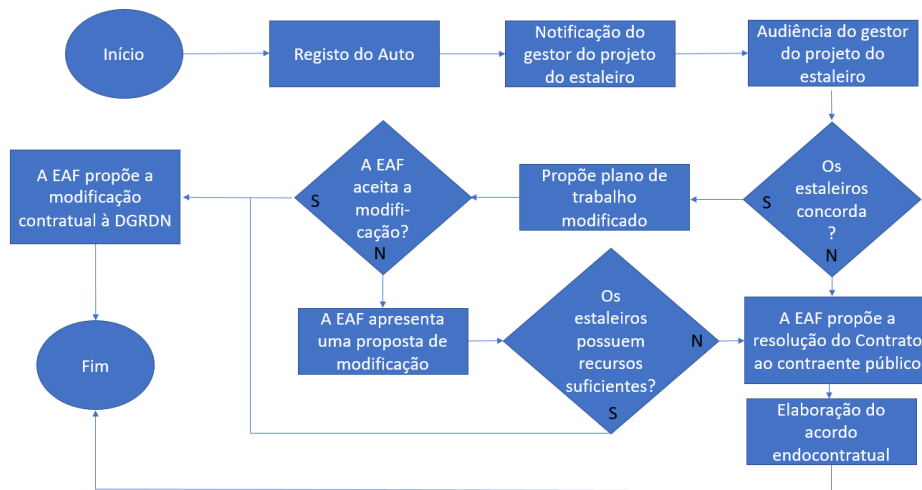 Início
Registo do Auto
Notificação do
gestor do projeto
do estaleiro
Audiência do gestor
do projeto do
estaleiro
Os
estaleiros
concorda
?
S
N
Propõe plano de
trabalho
modificado
A EAF
aceita a
modifi-
cação?
S
N
A EAF propõe a
modificação
contratual à DGRDN
A EAF apresenta
uma proposta de
modificação
Os
estaleiros
possuem
recursos
suficientes?
N
S
A EAF propõe a
resolução do Contrato
ao contraente público
Elaboração do
acordo
endocontratual
Fim